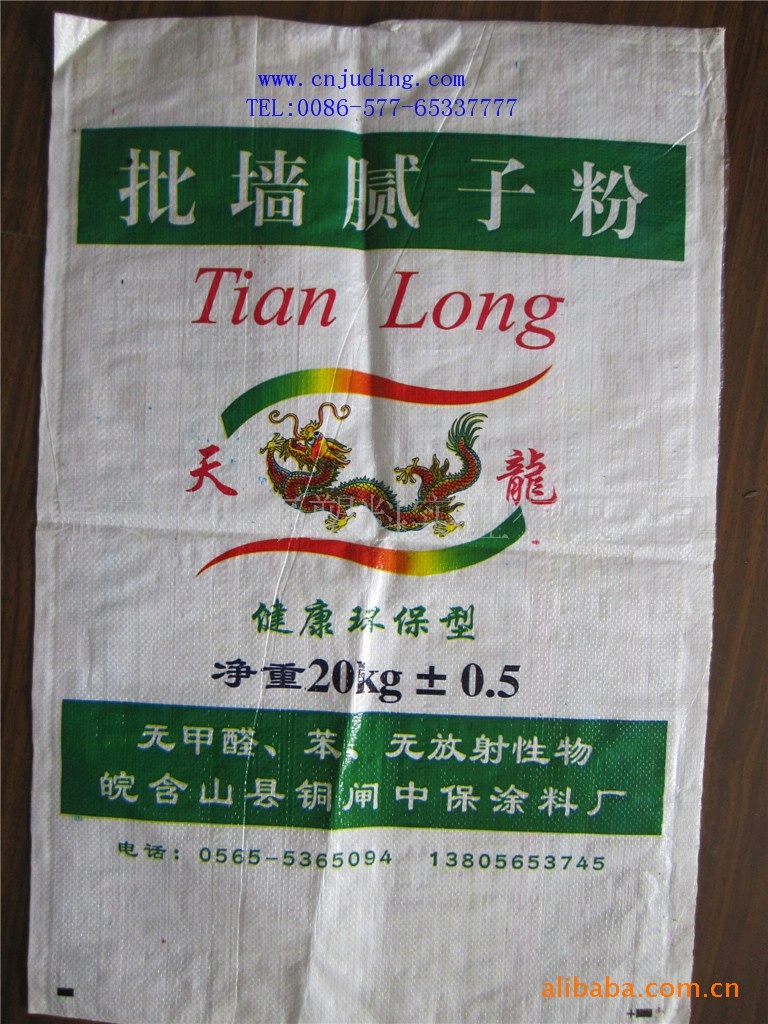 www.cnjuding.com
TEL:0086-577-65337777
批墙腻子粉
Tian Long
天 龍
健康环保型
净重20kg ± 0.5
无甲醛、苯、无放射性物
皖含山县铜闸中保涂料厂
电话: 0565-5365094 13805653745
alibaba.com.cn